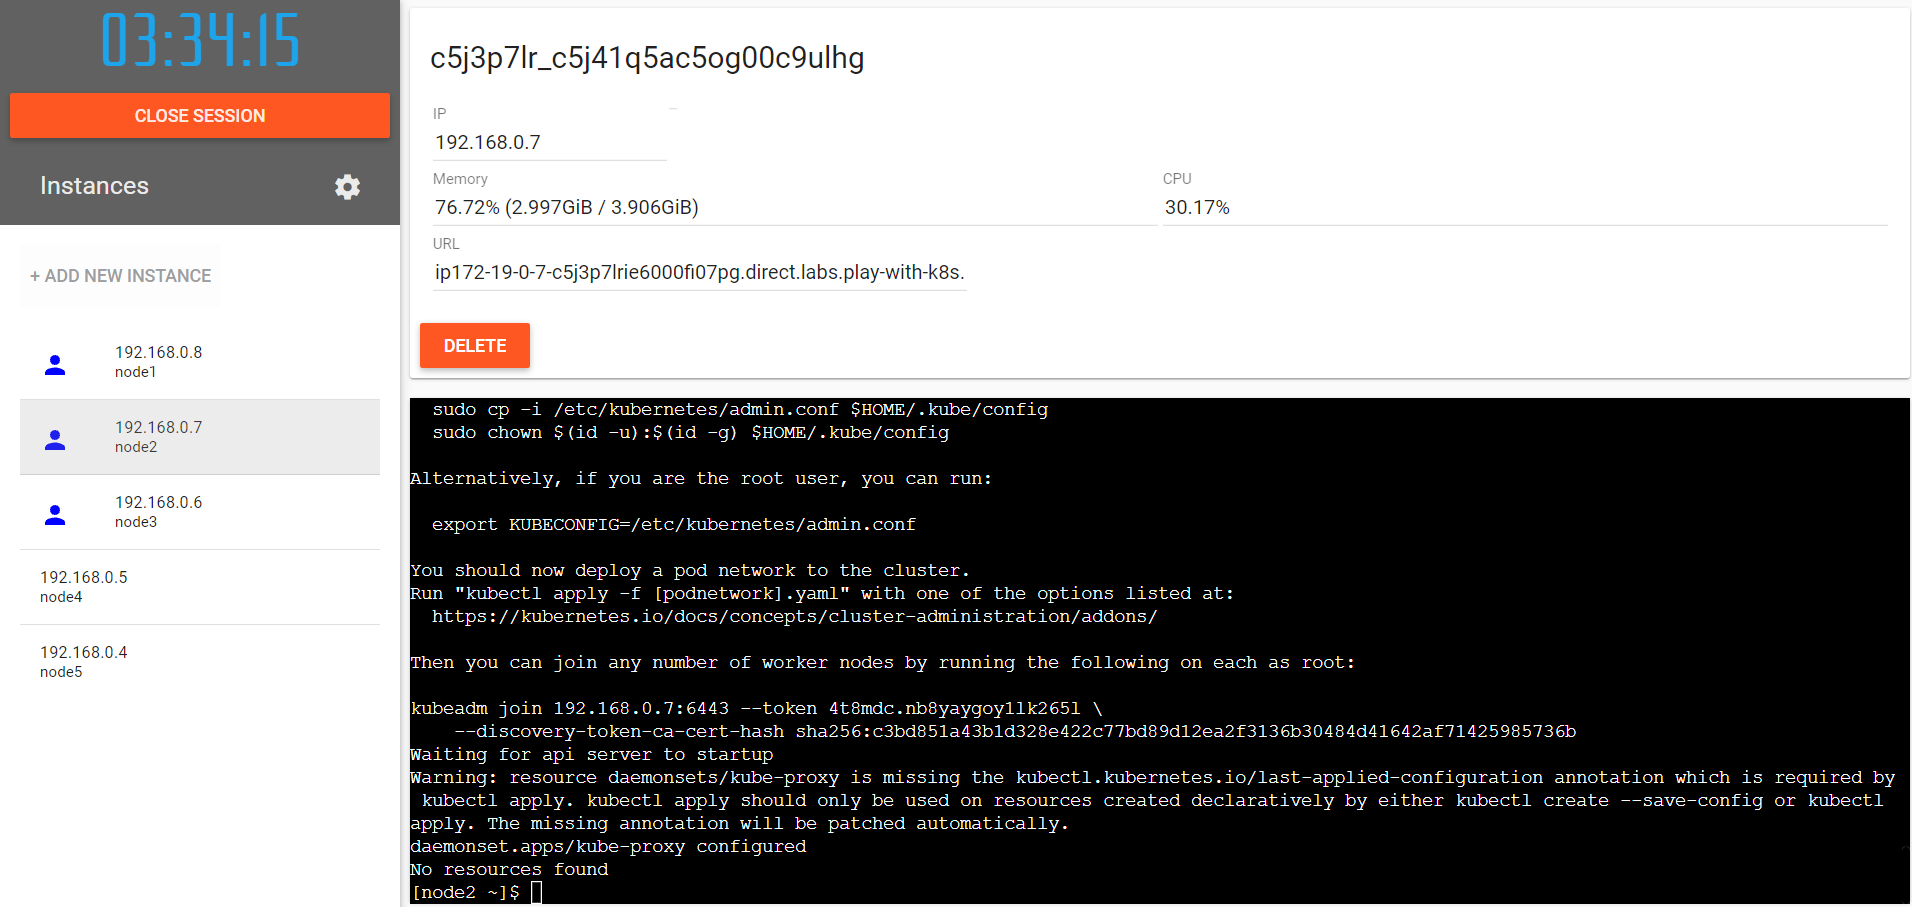 03:34:15
CLOSE SESSION
Instances
+ ADD NEW INSTANCE
192.168.0.8
node1
192.168.0.7
node2
192.168.0.6
node3
192.168.0.5
node4
192.168.0.4
node5
c5j3p7lr_c5j41q5ac5og00c9ulhg
IP
192.168.0.7
Memory
76.72% (2.997GiB / 3.906GiB)
CPU
30.17%
URL
ip172-19-0-7-c5j3p7lrie6000fi07pg.direct.labs.play-with-k8s.
DELETE
sudo cp -i /etc/kubernetes/admin.conf $HOME/.kube/config
sudo chown $(id -u):$(id -g) $HOME/.kube/config
Alternatively, if you are the root user, you can run:
export KUBECONFIG=/etc/kubernetes/admin.conf
You should now deploy a pod network to the cluster.
Run "kubectl apply -f [podnetwork].yaml" with one of the options listed at:
https://kubernetes.io/docs/concepts/cluster-administration/addons/
Then you can join any number of worker nodes by running the following on each as root:
kubeadm join 192.168.0.7:6443 --token 4t8mdc.nb8yaygoy1lk265l \
--discovery-token-ca-cert-hash sha256:c3bd851a43b1d328e422c77bd89d12ea2f3136b30484d41642af71425985736b
Waiting for api server to startup
Warning: resource daemonsets/kube-proxy is missing the kubectl.kubernetes.io/last-applied-configuration annotation which is required by
kubectl apply. kubectl apply should only be used on resources created declaratively by either kubectl create --save-config or kubectl
apply. The missing annotation will be patched automatically.
daemonset.apps/kube-proxy configured
No resources found
[node2 ~]$